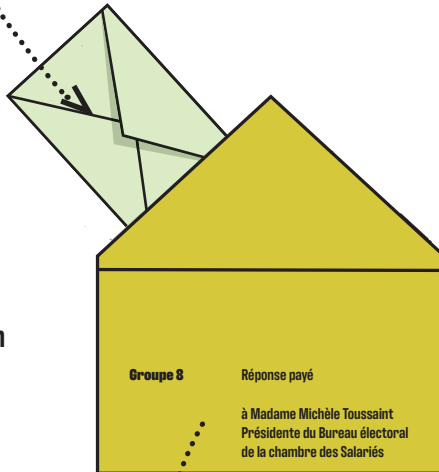 Groupe 8 Réponse payé
à Madame Michèle Toussaint
Présidente du Bureau électoral
de la chambre des Salariés